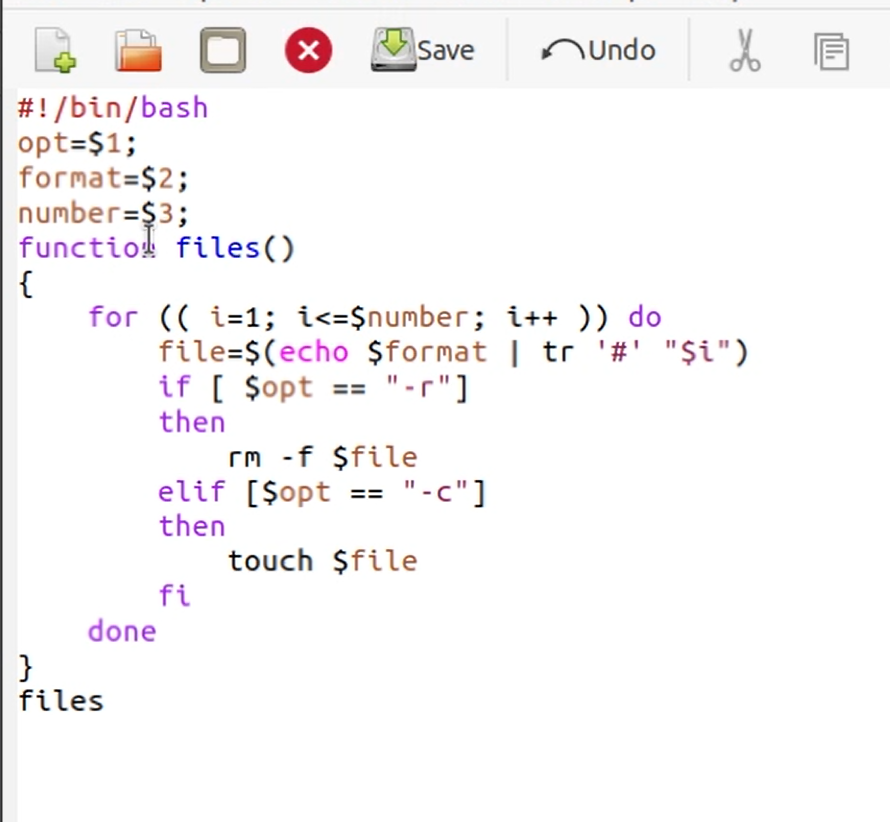 Save Undo
#!/bin/bash
opt=$1;
format=$2;
number=$3;
function files()
{
for (( i=1; i<=$number; i++ )) do
file=$(echo $format | tr '#' "$i")
if [ $opt == "-r"]
then
rm -f $file
elif [$opt == "-c"]
then
touch $file
fi
done
}
files